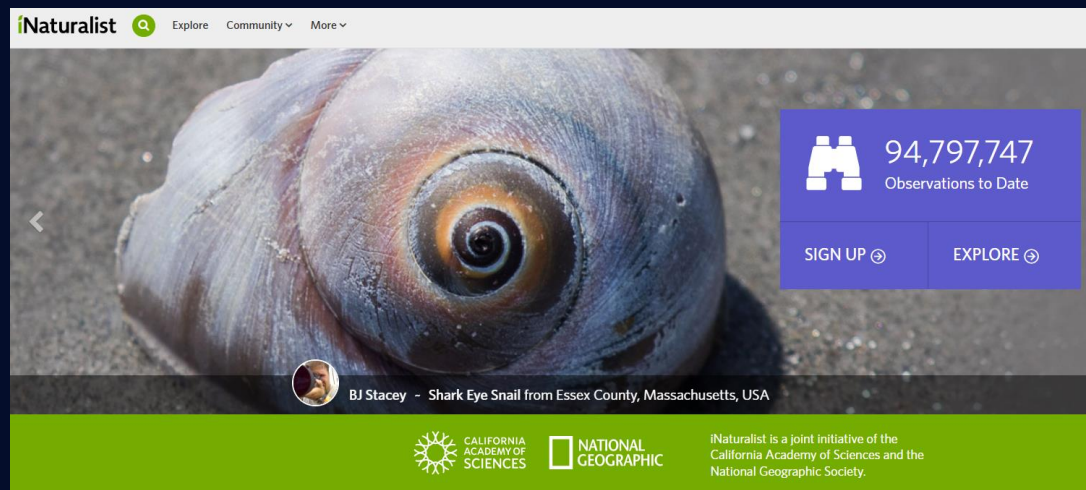 iNaturalist Explore Community More
94,797,747
Observations to Date
SIGN UP EXPLORE
BJ Stacey - Shark Eye Snail from Essex County, Massachusetts, USA
CALIFORNIA
ACADEMY OF
SCIENCES
NATIONAL
GEOGRAPHIC
iNaturalist is a joint initiative of the
California Academy of Sciences and the
National Geographic Society.